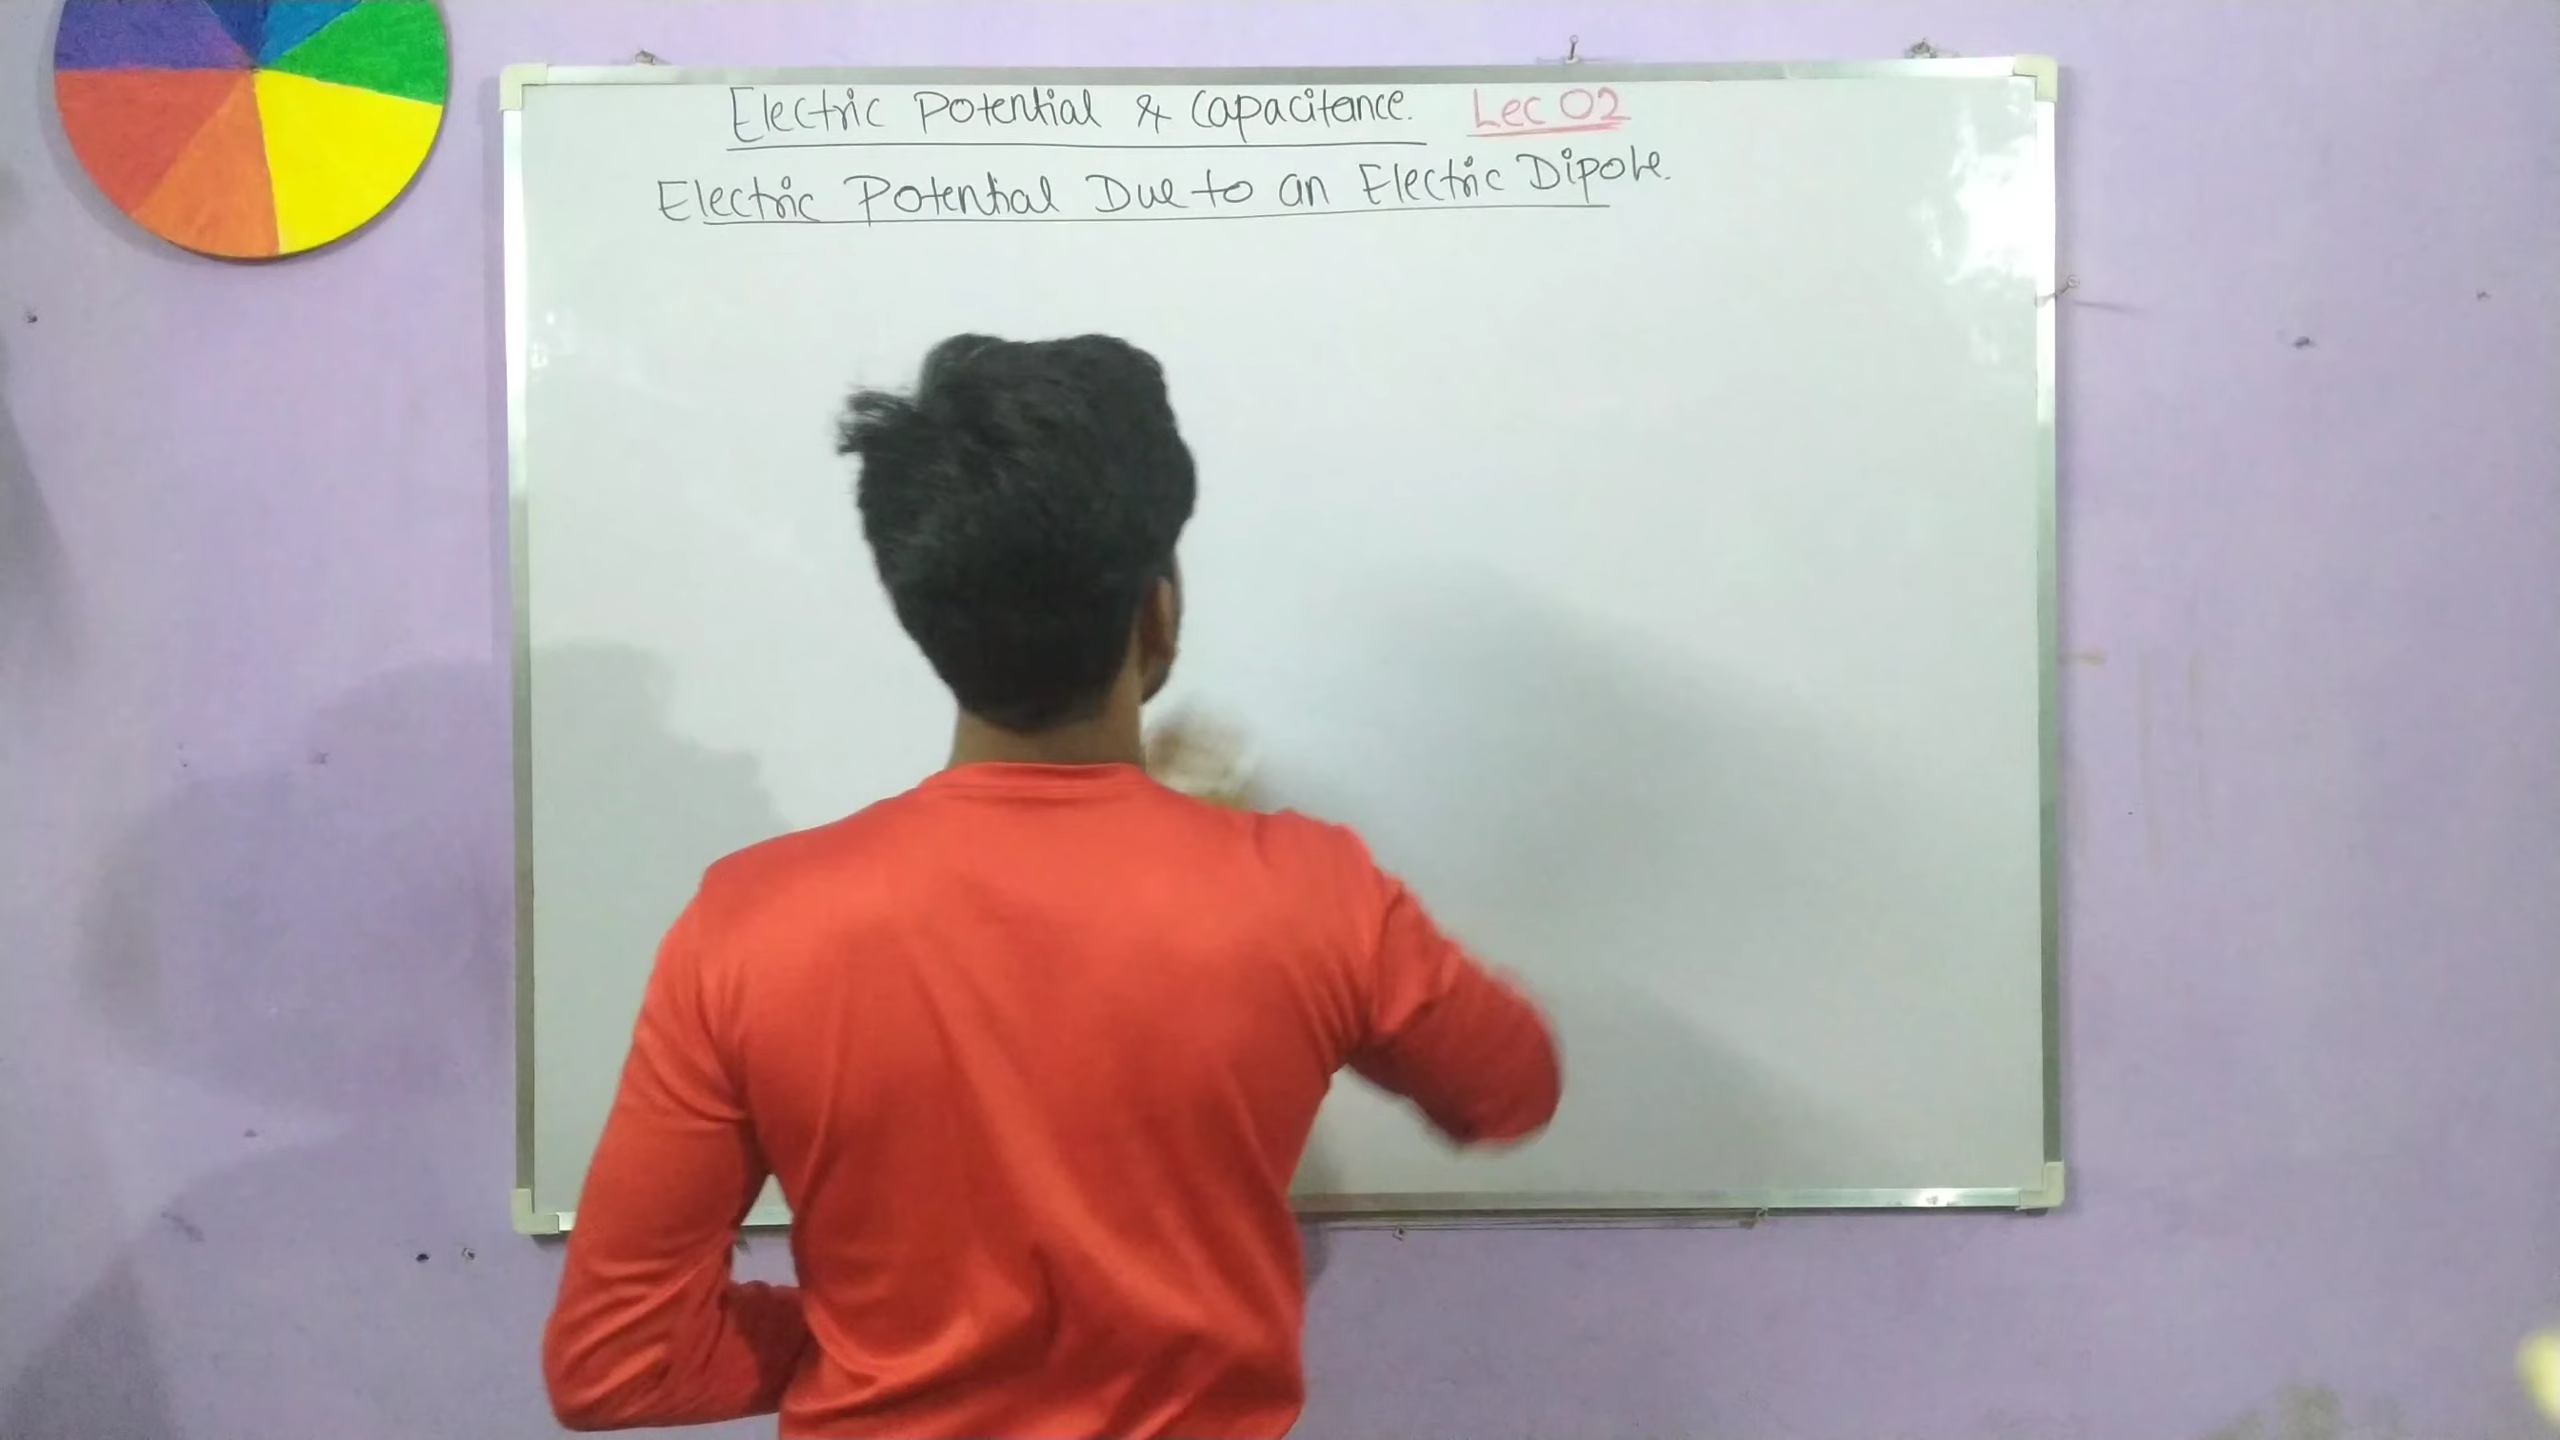 Electric Potential & Capacitance. Lec 02
Electric Potential Due to an Electric Dipole.